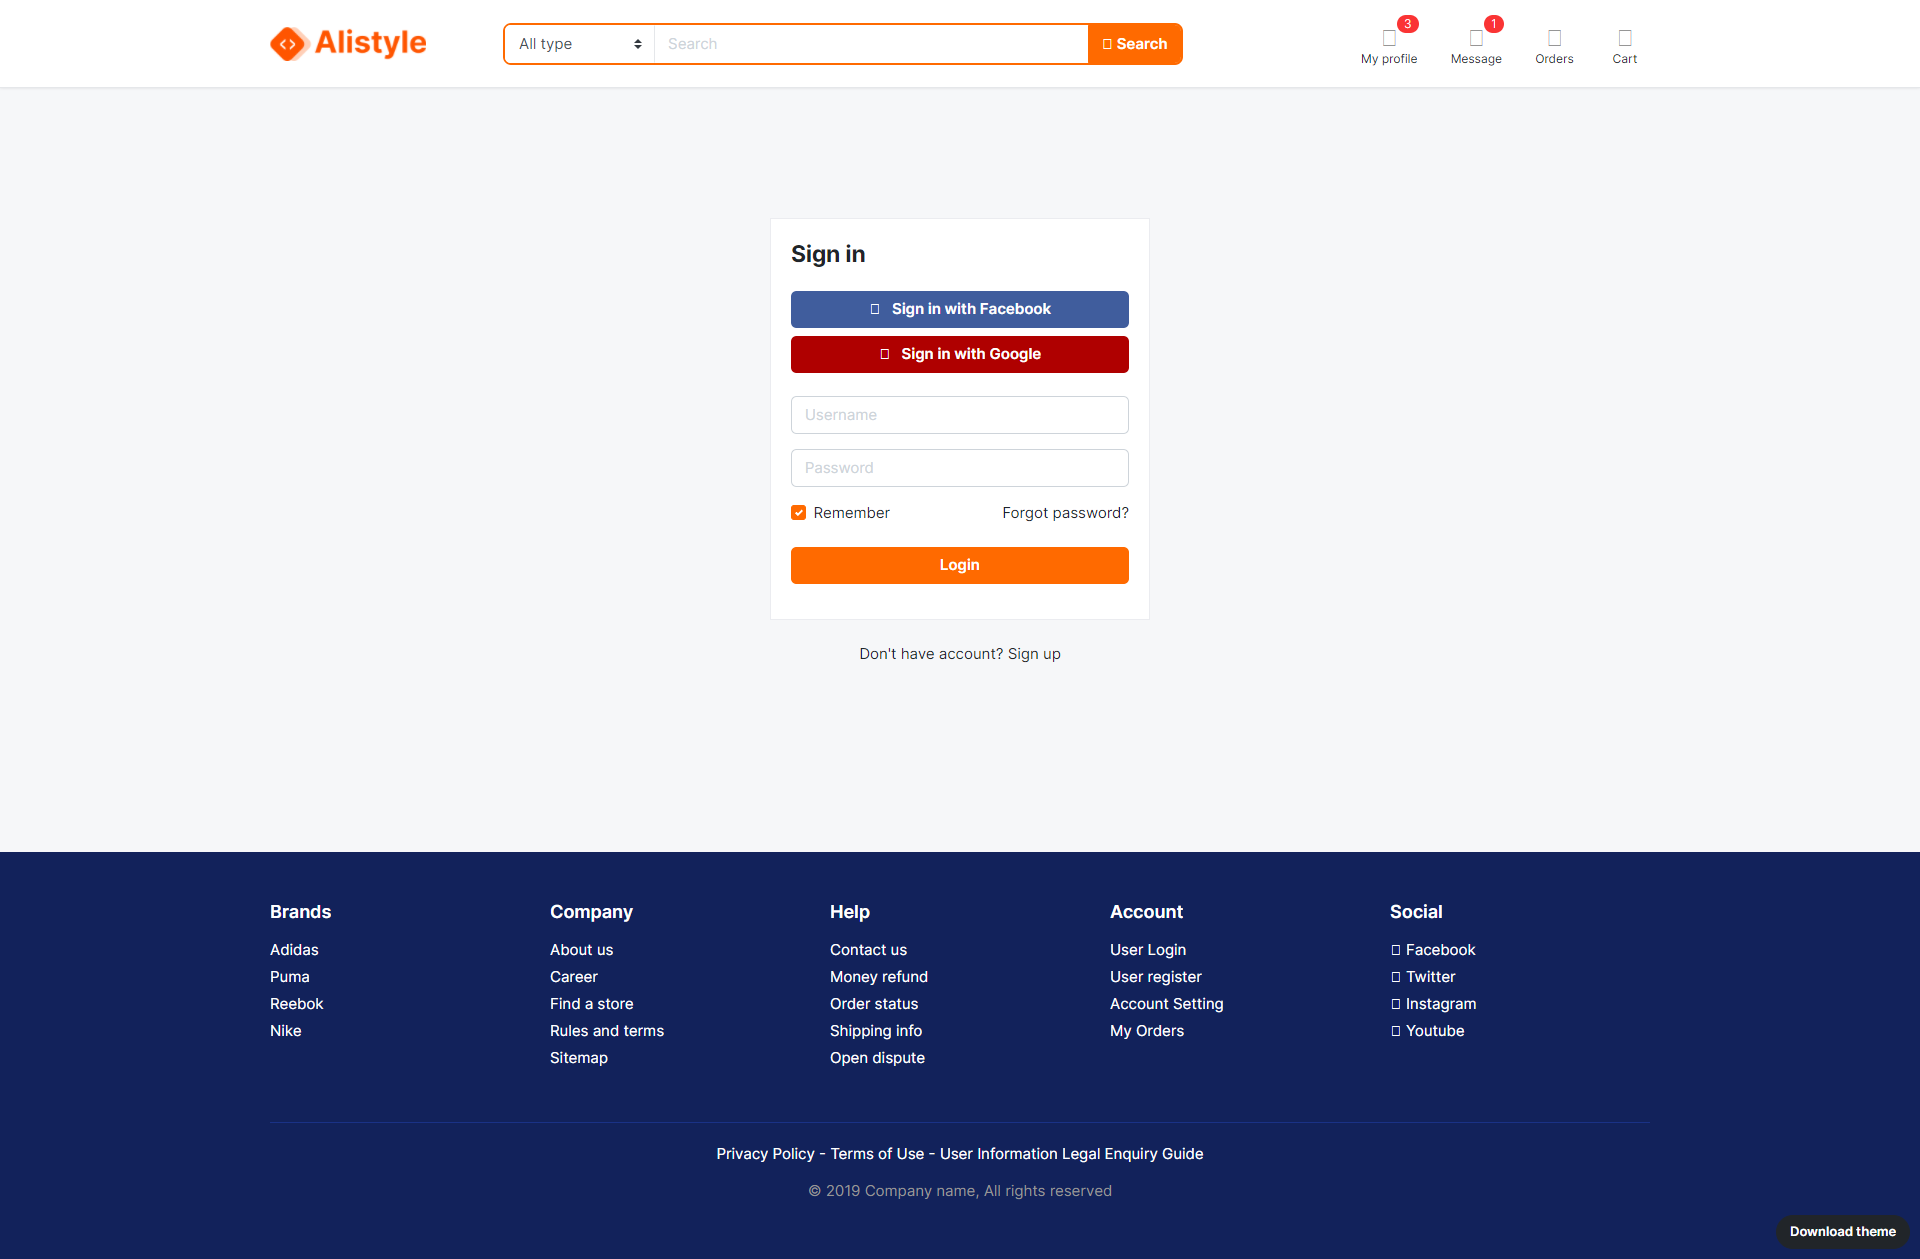 Alistyle
All type
Search
Search
3
My profile
1
Message
Orders
Cart
Sign in
Sign in with Facebook
Sign in with Google
Username
Password
Remember
Forgot password?
Login
Don't have account? Sign up
Brands
Adidas
Puma
Reebok
Nike
Company
About us
Career
Find a store
Rules and terms
Sitemap
Help
Contact us
Money refund
Order status
Shipping info
Open dispute
Account
User Login
User register
Account Setting
My Orders
Social
Facebook
Twitter
Instagram
Youtube
Privacy Policy - Terms of Use - User Information Legal Enquiry Guide
© 2019 Company name, All rights reserved
Download theme